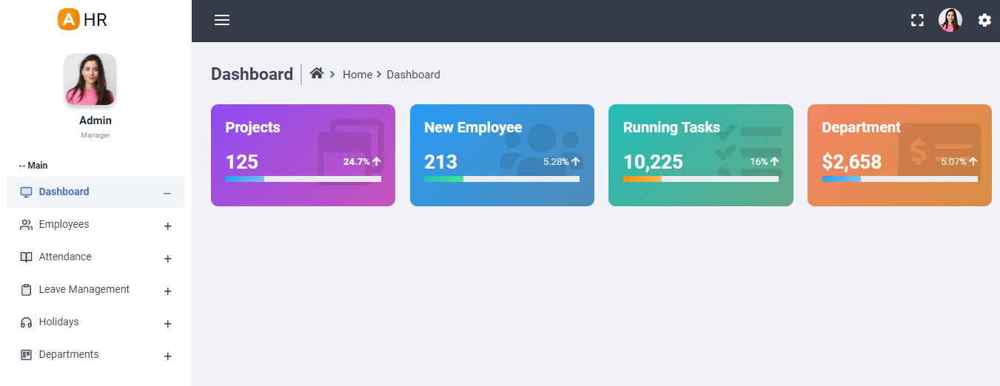 A HR
Admin
Manager
-- Main
Dashboard
Employees
Attendance
Leave Management
Holidays
Departments
Dashboard
Home Dashboard
Projects
125 24.7%
New Employee
213 5.28%
Running Tasks
10,225 16%
Department
$2,658 5.07%